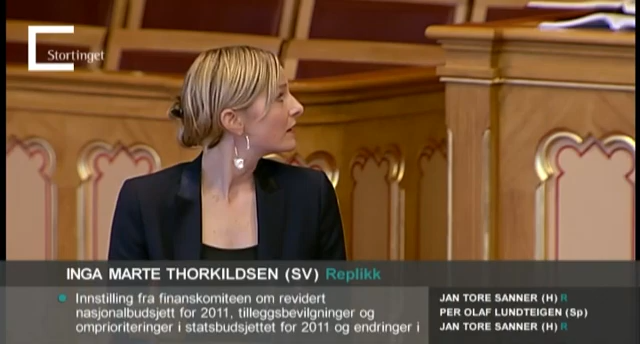 Stortinget
INGA MARTE THORKILDSEN (SV) Replikk
Innstilling fra finanskomiteen om revidert
nasjonalbudsjett for 2011, tilleggsbevilgninger og
omprioriteringer i statsbudsjettet for 2011 og endringer i
JAN TORE SANNER (H) R
PER OLAF LUNDTEIGEN (Sp)
JAN TORE SANNER (H) R